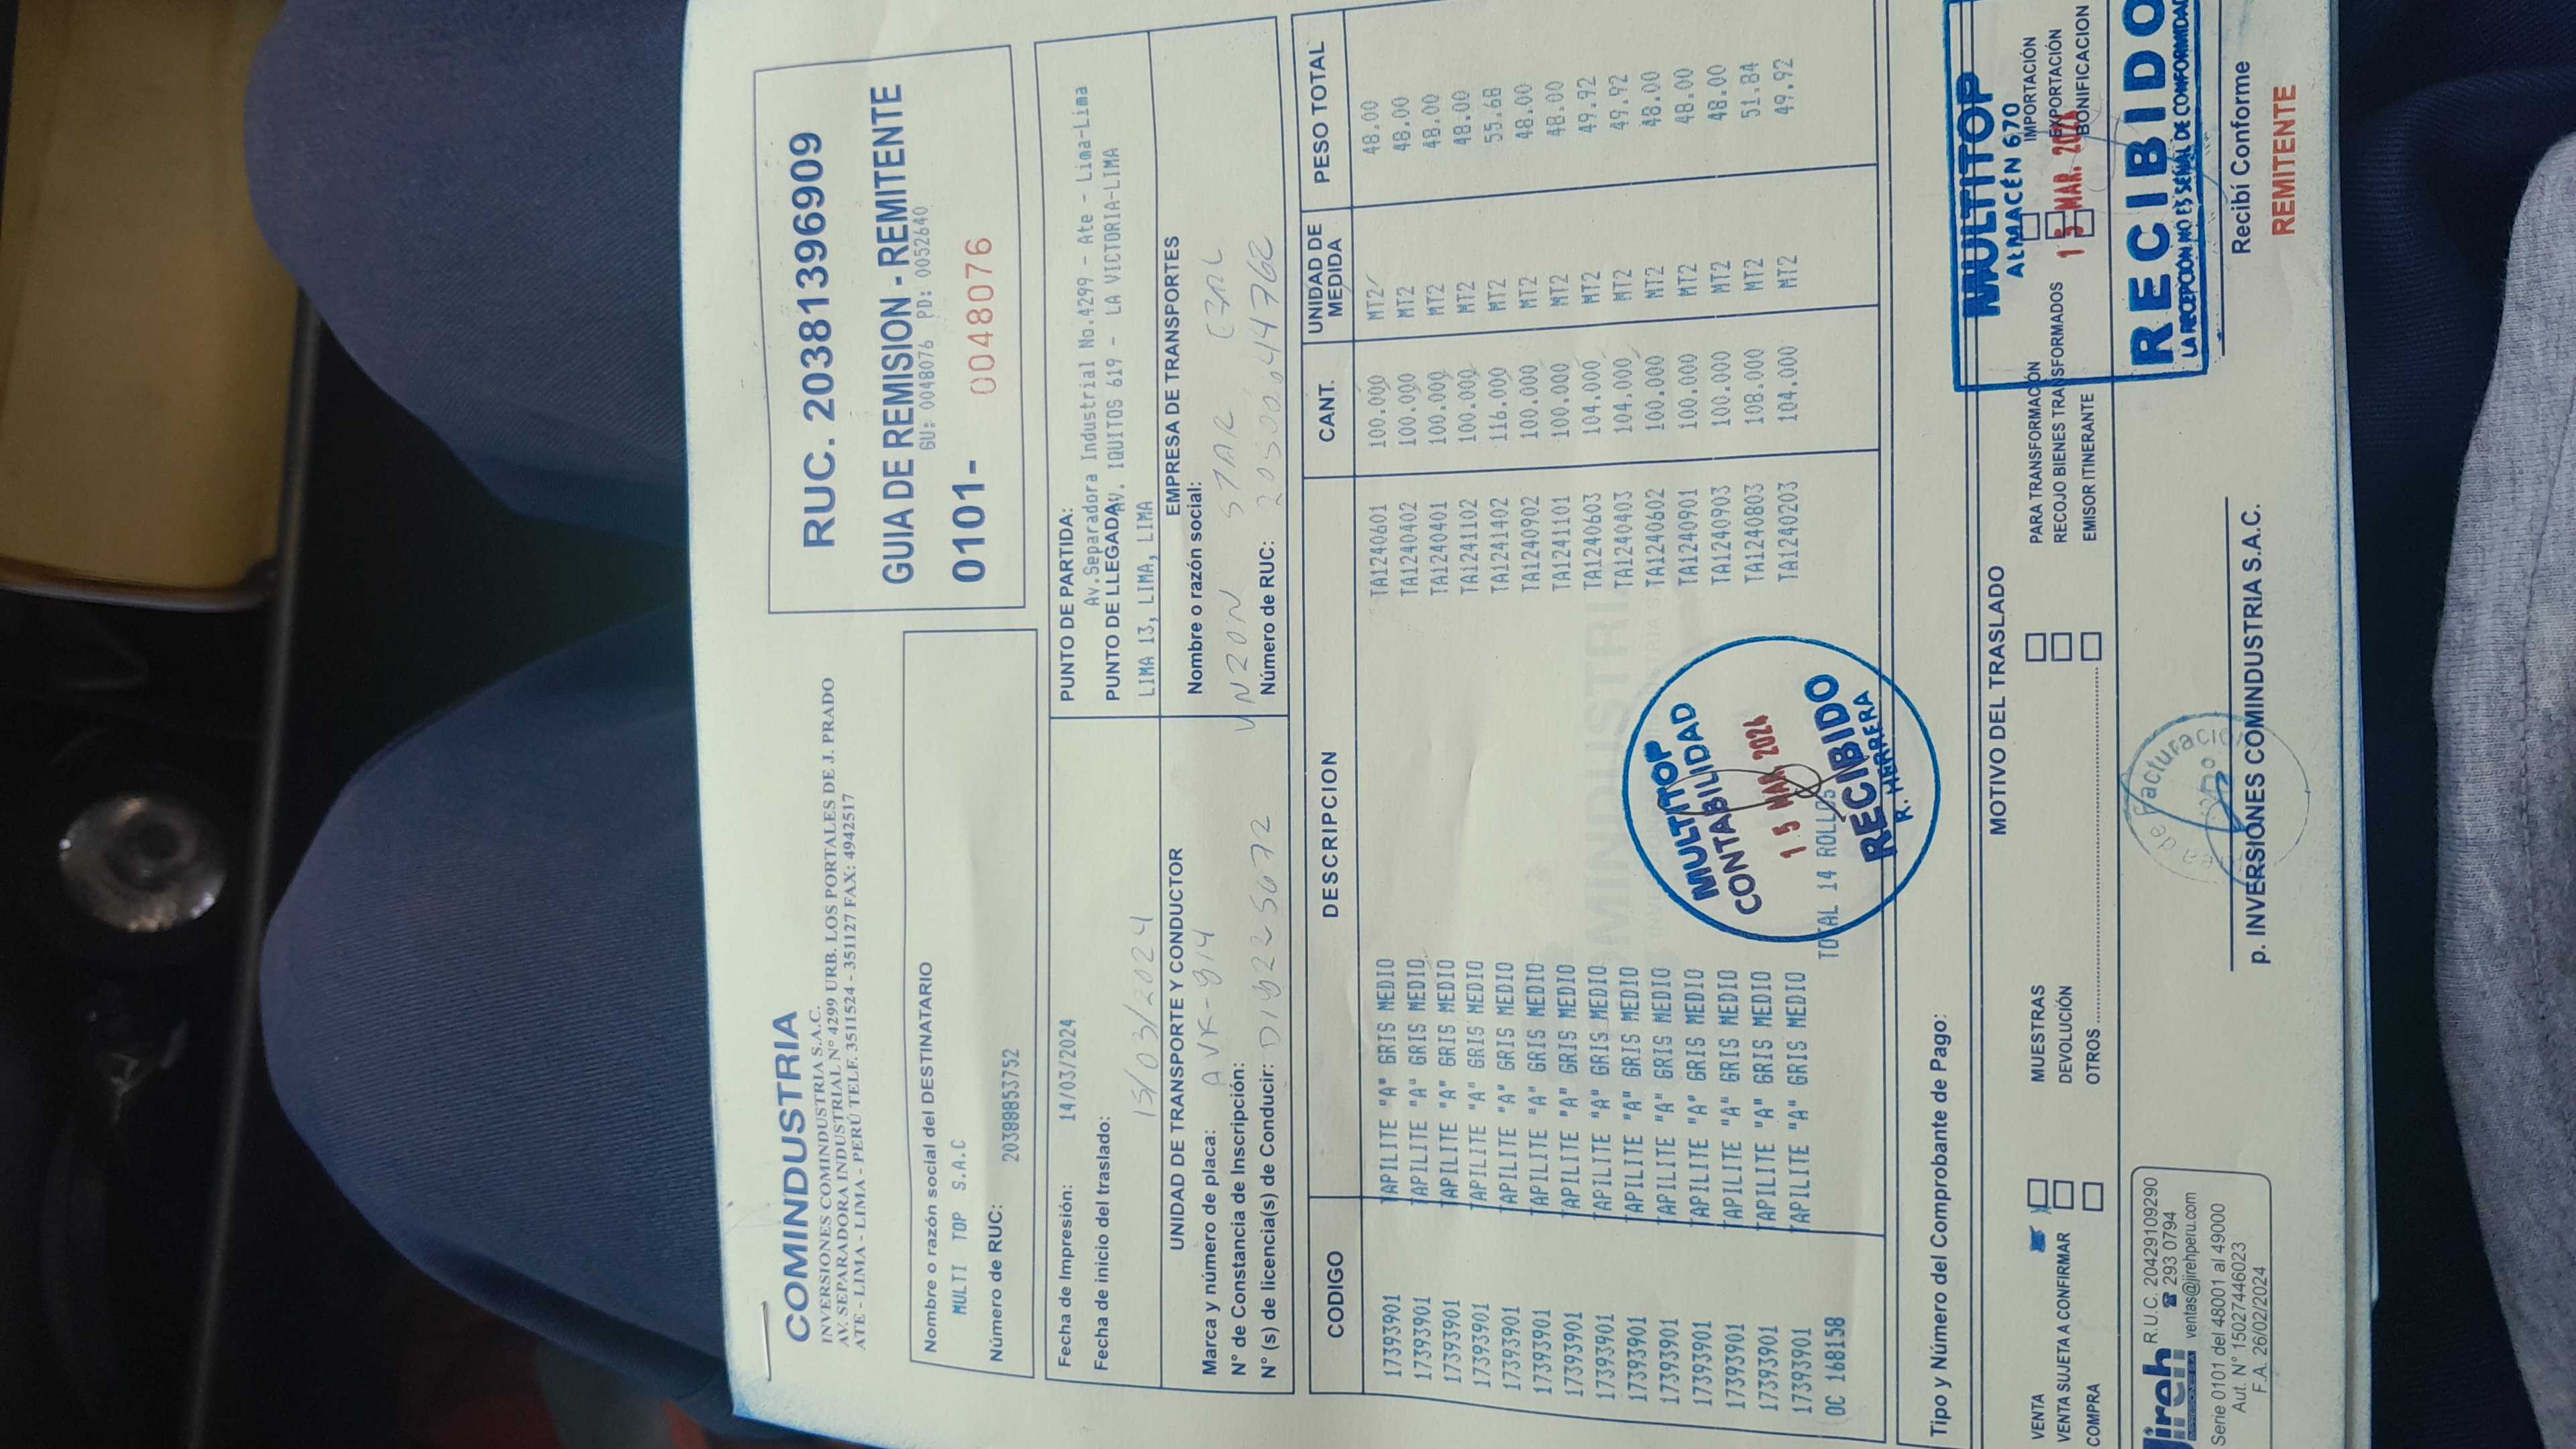 COMINDUSTRIA
INVERSIONES COMINDUSTRIA S.A.C.
AV. SEPARADORA INDUSTRIAL N° 4299 URB. LOS PORTALES DE J. PRADO
ATE - LIMA - PERÚ TELF. 3511524 - 351127 FAX: 4942517
RUC. 20381396909
GUIA DE REMISION - REMITENTE
GU: 0048076 PD: 0052640
0101- 0048076
Nombre o razón social del DESTINATARIO
MULTI TOP S.A.C
Número de RUC: 20388853752
Fecha de Impresión: 14/03/2024
Fecha de inicio del traslado:
15/03/2024
PUNTO DE PARTIDA:
Av.Separadora Industrial No.4299 - Ate - Lima-Lima
PUNTO DE LLEGADA: Av. IQUITOS 619 - LA VICTORIA-LIMA
LIMA 13, LIMA, LIMA
UNIDAD DE TRANSPORTE Y CONDUCTOR
Marca y número de placa: AVK-914
N° de Constancia de Inscripción:
N° (s) de licencia(s) de Conducir:
EMPRESA DE TRANSPORTES
Nombre o razón social:
STAR
Número de RUC:
CODIGO DESCRIPCION CANT. UNIDAD DE MEDIDA PESO TOTAL
17393901 TAPILITE "A" GRIS MEDIO TA1240601 100.000 MT2 48.00
17393901 TAPILITE "A" GRIS MEDIO TA1240402 100.000 MT2 48.00
17393901 TAPILITE "A" GRIS MEDIO TA1240401 100.000 MT2 48.00
17393901 TAPILITE "A" GRIS MEDIO TA1241102 100.000 MT2 48.00
17393901 TAPILITE "A" GRIS MEDIO TA1241402 116.000 MT2 55.68
17393901 TAPILITE "A" GRIS MEDIO TA1240902 100.000 MT2 48.00
17393901 TAPILITE "A" GRIS MEDIO TA1241101 100.000 MT2 48.00
17393901 TAPILITE "A" GRIS MEDIO TA1240603 104.000 MT2 49.92
17393901 TAPILITE "A" GRIS MEDIO TA1240403 104.000 MT2 49.92
17393901 TAPILITE "A" GRIS MEDIO TA1240602 100.000 MT2 48.00
17393901 TAPILITE "A" GRIS MEDIO TA1240901 100.000 MT2 48.00
17393901 TAPILITE "A" GRIS MEDIO TA1240903 100.000 MT2 48.00
17393901 TAPILITE "A" GRIS MEDIO TA1240803 108.000 MT2 51.84
17393901 TAPILITE "A" GRIS MEDIO TA1240203 104.000 MT2 49.92
OC 168158 TOTAL 14 ROLLOS
MULTITOP
CONTABILIDAD
15 MAR. 2024
RECIBIDO
R. HERRERA
Tipo y Número del Comprobante de Pago:
MOTIVO DEL TRASLADO
VENTA MUESTRAS PARA TRANSFORMACIÓN IMPORTACIÓN
VENTA SUJETA A CONFIRMAR DEVOLUCIÓN RECOJO BIENES TRANSFORMADOS EXPORTACIÓN
COMPRA OTROS EMISOR ITINERANTE BONIFICACION
MULTITOP
ALMACÉN 670
15 MAR. 2024
RECIBIDO
LA RECEPCIÓN NO ES SEÑAL DE CONFORMIDAD
Jireh
R.U.C. 20429109290
☎ 293 0794
ventas@jirehperu.com
Serie 0101 del 48001 al 49000
Aut. N° 15027446023
F.A. 26/02/2024
de Facturación
p. INVERSIONES COMINDUSTRIA S.A.C.
Recibí Conforme
REMITENTE